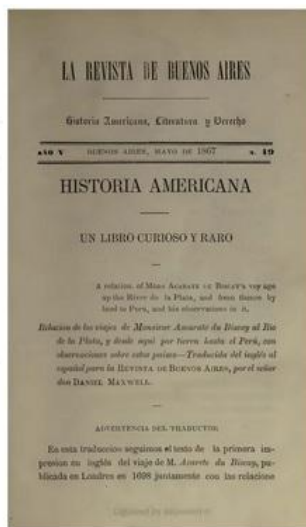 LA REVISTA DE BUENOS AIRES
Historia Americana, Literatura y Derecho
AÑO V BUENOS AIRES, MAYO DE 1867 N. 49
HISTORIA AMERICANA
UN LIBRO CURIOSO Y RARO
A relation of Mons Acarate du Biscay's voyage
up the River de la Plata, and from thence by
land to Peru, and his observations in it.
Relacion de los viajes de Monsieur Ascarate du Biscay al Rio
de la Plata, y desde aquí por tierra hasta el Perú, con
observaciones sobre estos países—Traducida del inglés al
español para la REVISTA DE BUENOS AIRES, por el señor
don DANIEL MAXWELL.
ADVERTENCIA DEL TRADUCTOR
En esta traduccion seguimos el testo de la primera im-
presion en inglés del viaje de M. Acarete du Biscay, pu-
blicada en Londres en 1698 juntamente con las relacione